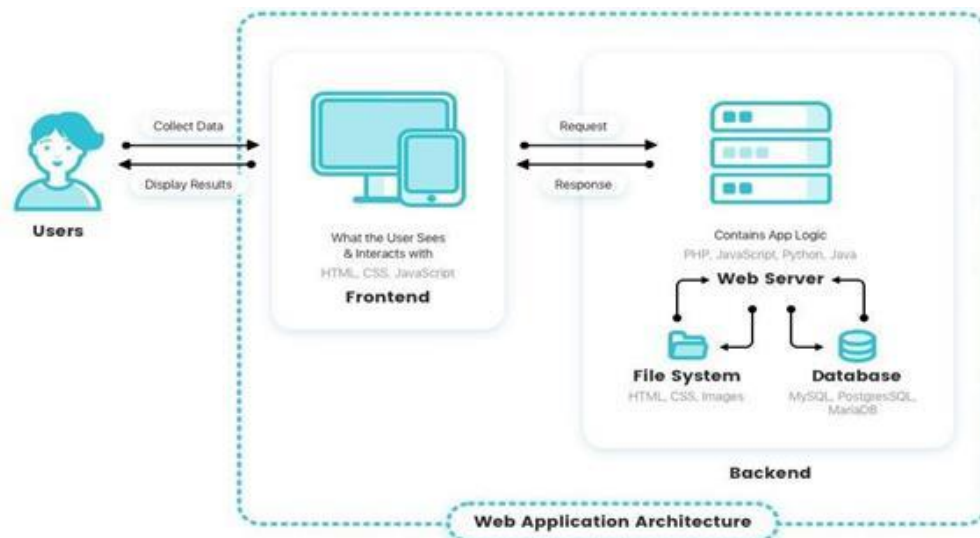 Collect Data
Display Results
Users
What the User Sees
& Interacts with
HTML, CSS, JavaScript
Frontend
Request
Response
Contains App Logic
PHP, JavaScript, Python, Java
Web Server
File System
HTML, CSS, Images
Database
MySQL, PostgresSQL,
MariaDB
Backend
Web Application Architecture